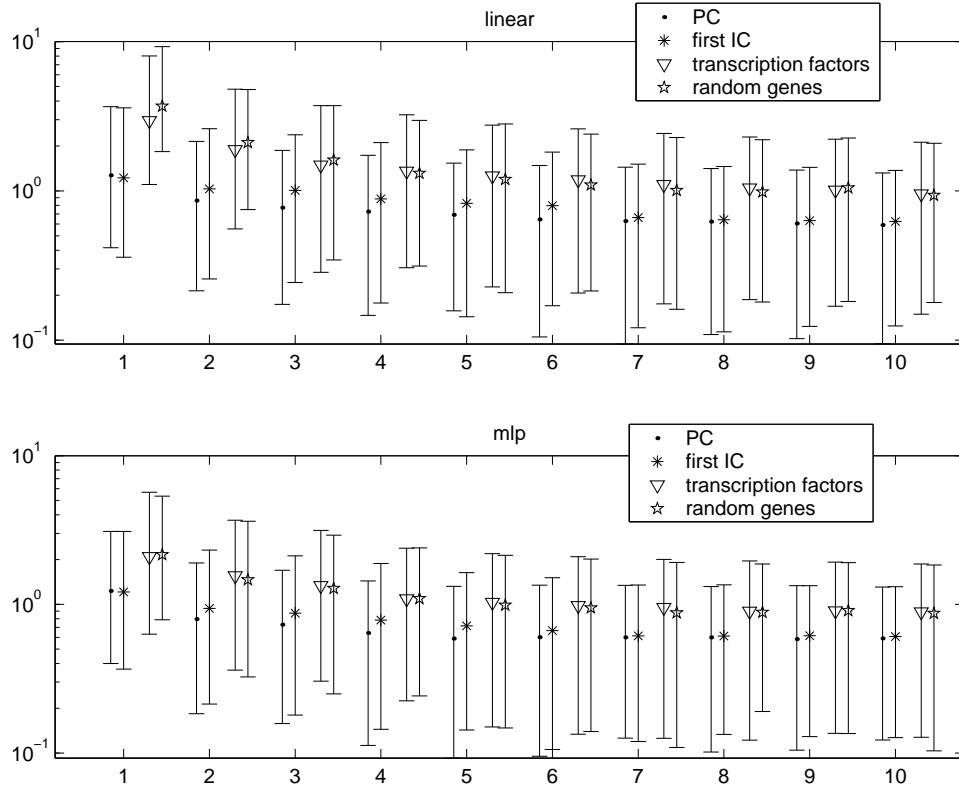 linear
PC
first IC
transcription factors
random genes
10^1
10^0
10^-1
1 2 3 4 5 6 7 8 9 10
mlp
PC
first IC
transcription factors
random genes
10^1
10^0
10^-1
1 2 3 4 5 6 7 8 9 10